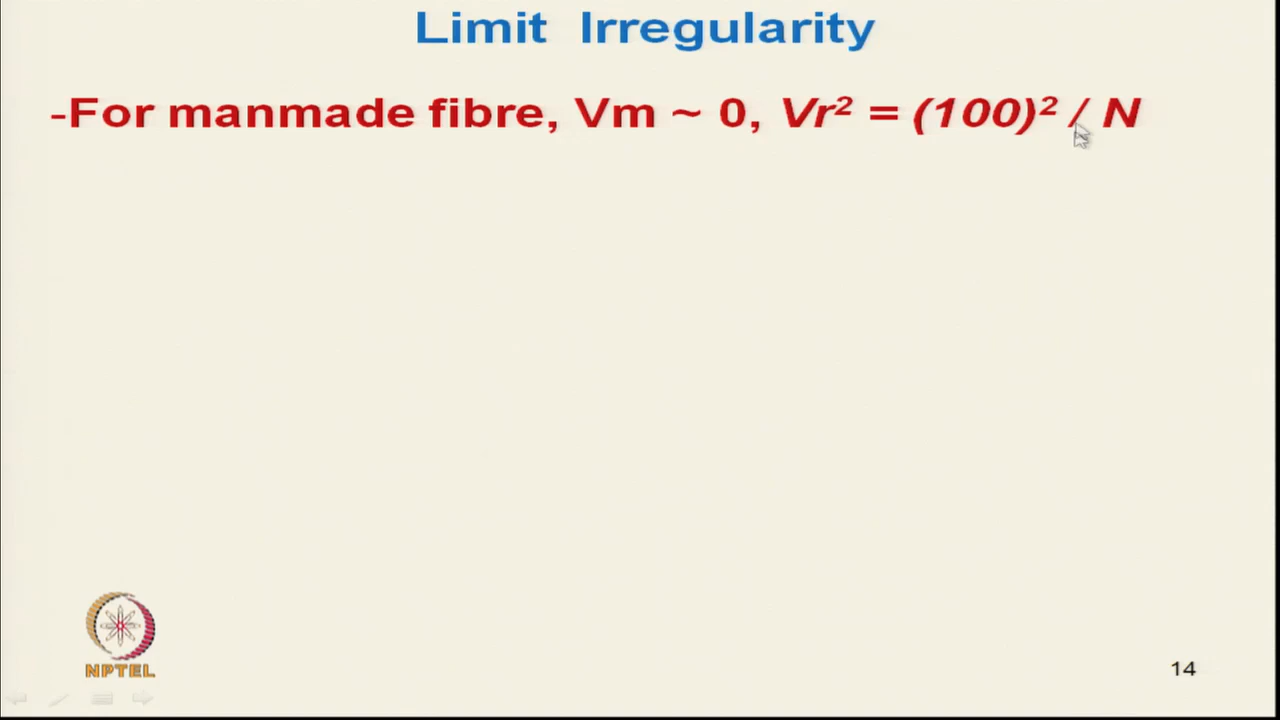 Limit Irregularity
-For manmade fibre, Vm ~ 0, Vr² = (100)² / N
NPTEL
14